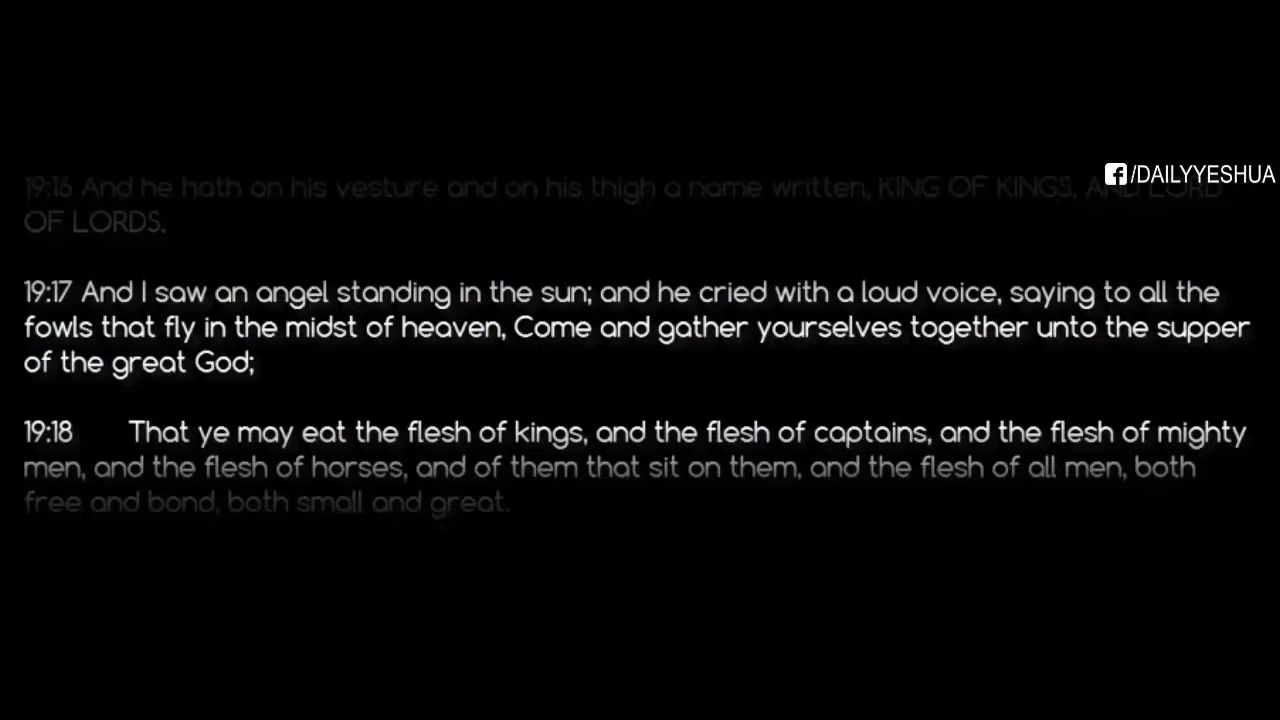 /DAILYYESHUA
19:16 And he hath on his vesture and on his thigh a name written, KING OF KINGS, AND LORD
OF LORDS.
19:17 And I saw an angel standing in the sun; and he cried with a loud voice, saying to all the
fowls that fly in the midst of heaven, Come and gather yourselves together unto the supper
of the great God;
19:18 That ye may eat the flesh of kings, and the flesh of captains, and the flesh of mighty
men, and the flesh of horses, and of them that sit on them, and the flesh of all men, both
free and bond, both small and great.